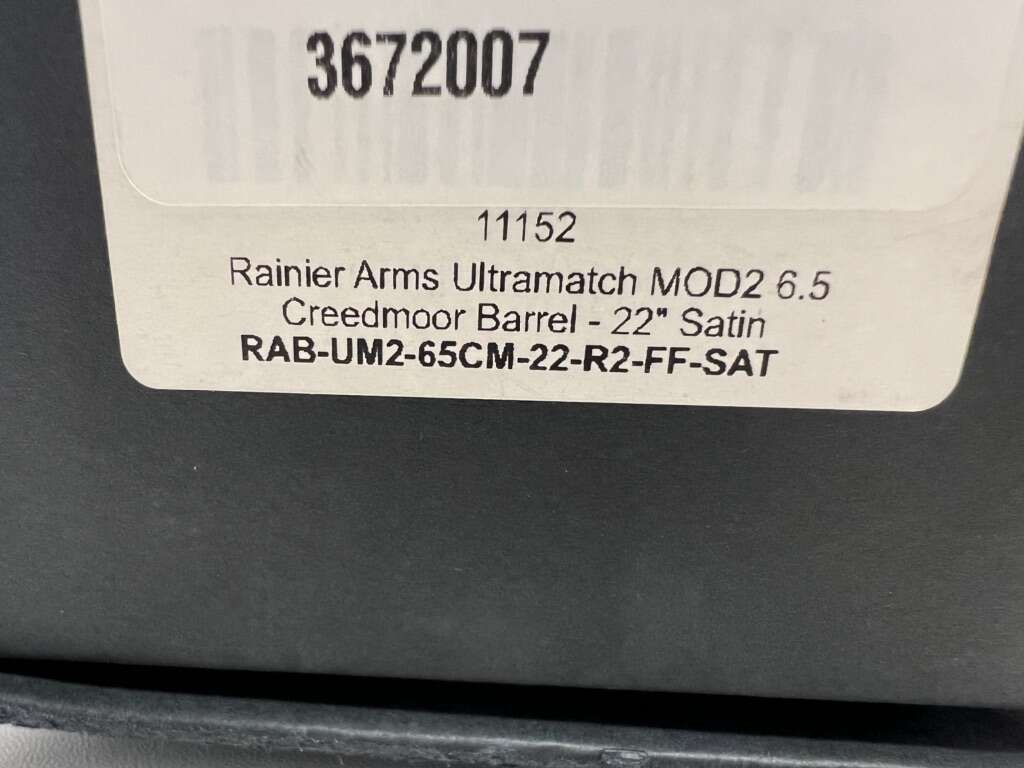 3672007
11152
Rainier Arms Ultramatch MOD2 6.5
Creedmoor Barrel - 22" Satin
RAB-UM2-65CM-22-R2-FF-SAT